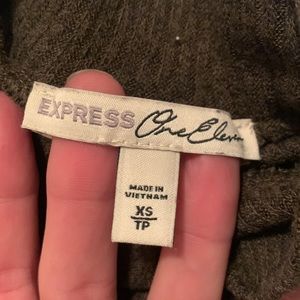 EXPRESS One Eleven
MADE IN
VIETNAM
XS
TP